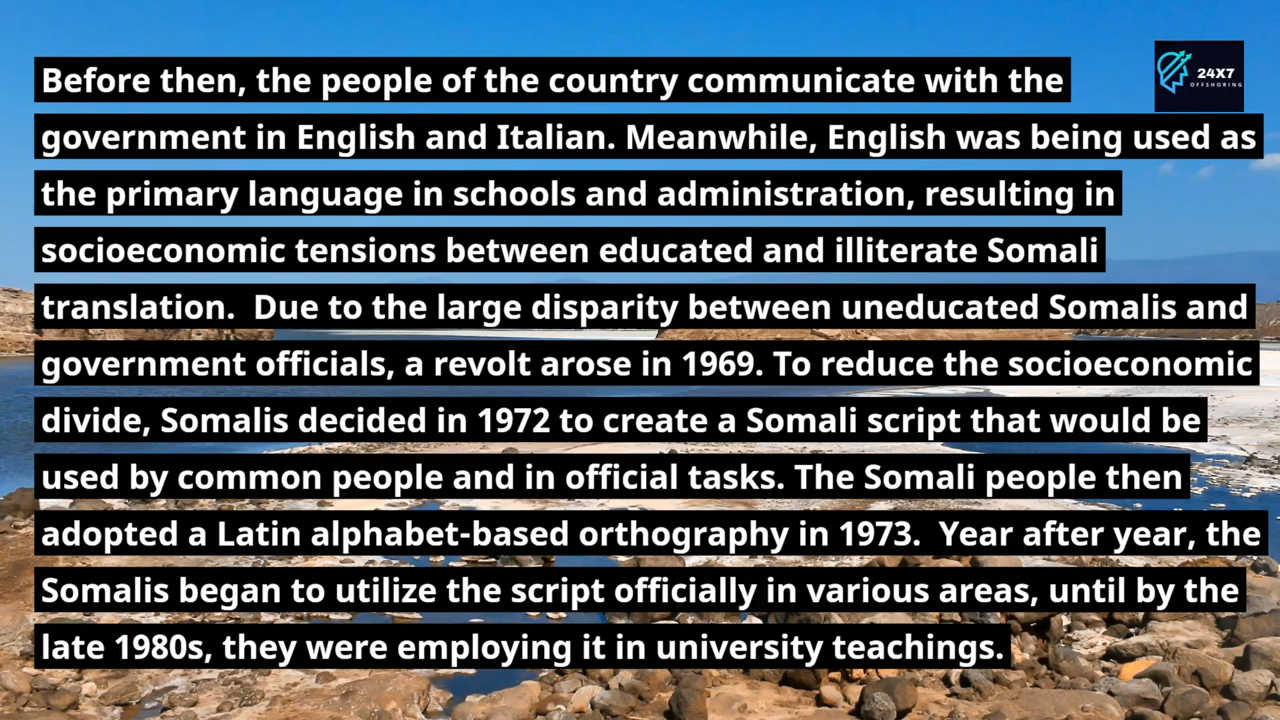 Before then, the people of the country communicate with the
government in English and Italian. Meanwhile, English was being used as
the primary language in schools and administration, resulting in
socioeconomic tensions between educated and illiterate Somali
translation.  Due to the large disparity between uneducated Somalis and
government officials, a revolt arose in 1969. To reduce the socioeconomic
divide, Somalis decided in 1972 to create a Somali script that would be
used by common people and in official tasks. The Somali people then
adopted a Latin alphabet-based orthography in 1973.  Year after year, the
Somalis began to utilize the script officially in various areas, until by the
late 1980s, they were employing it in university teachings.
24X7
OFFSHORING